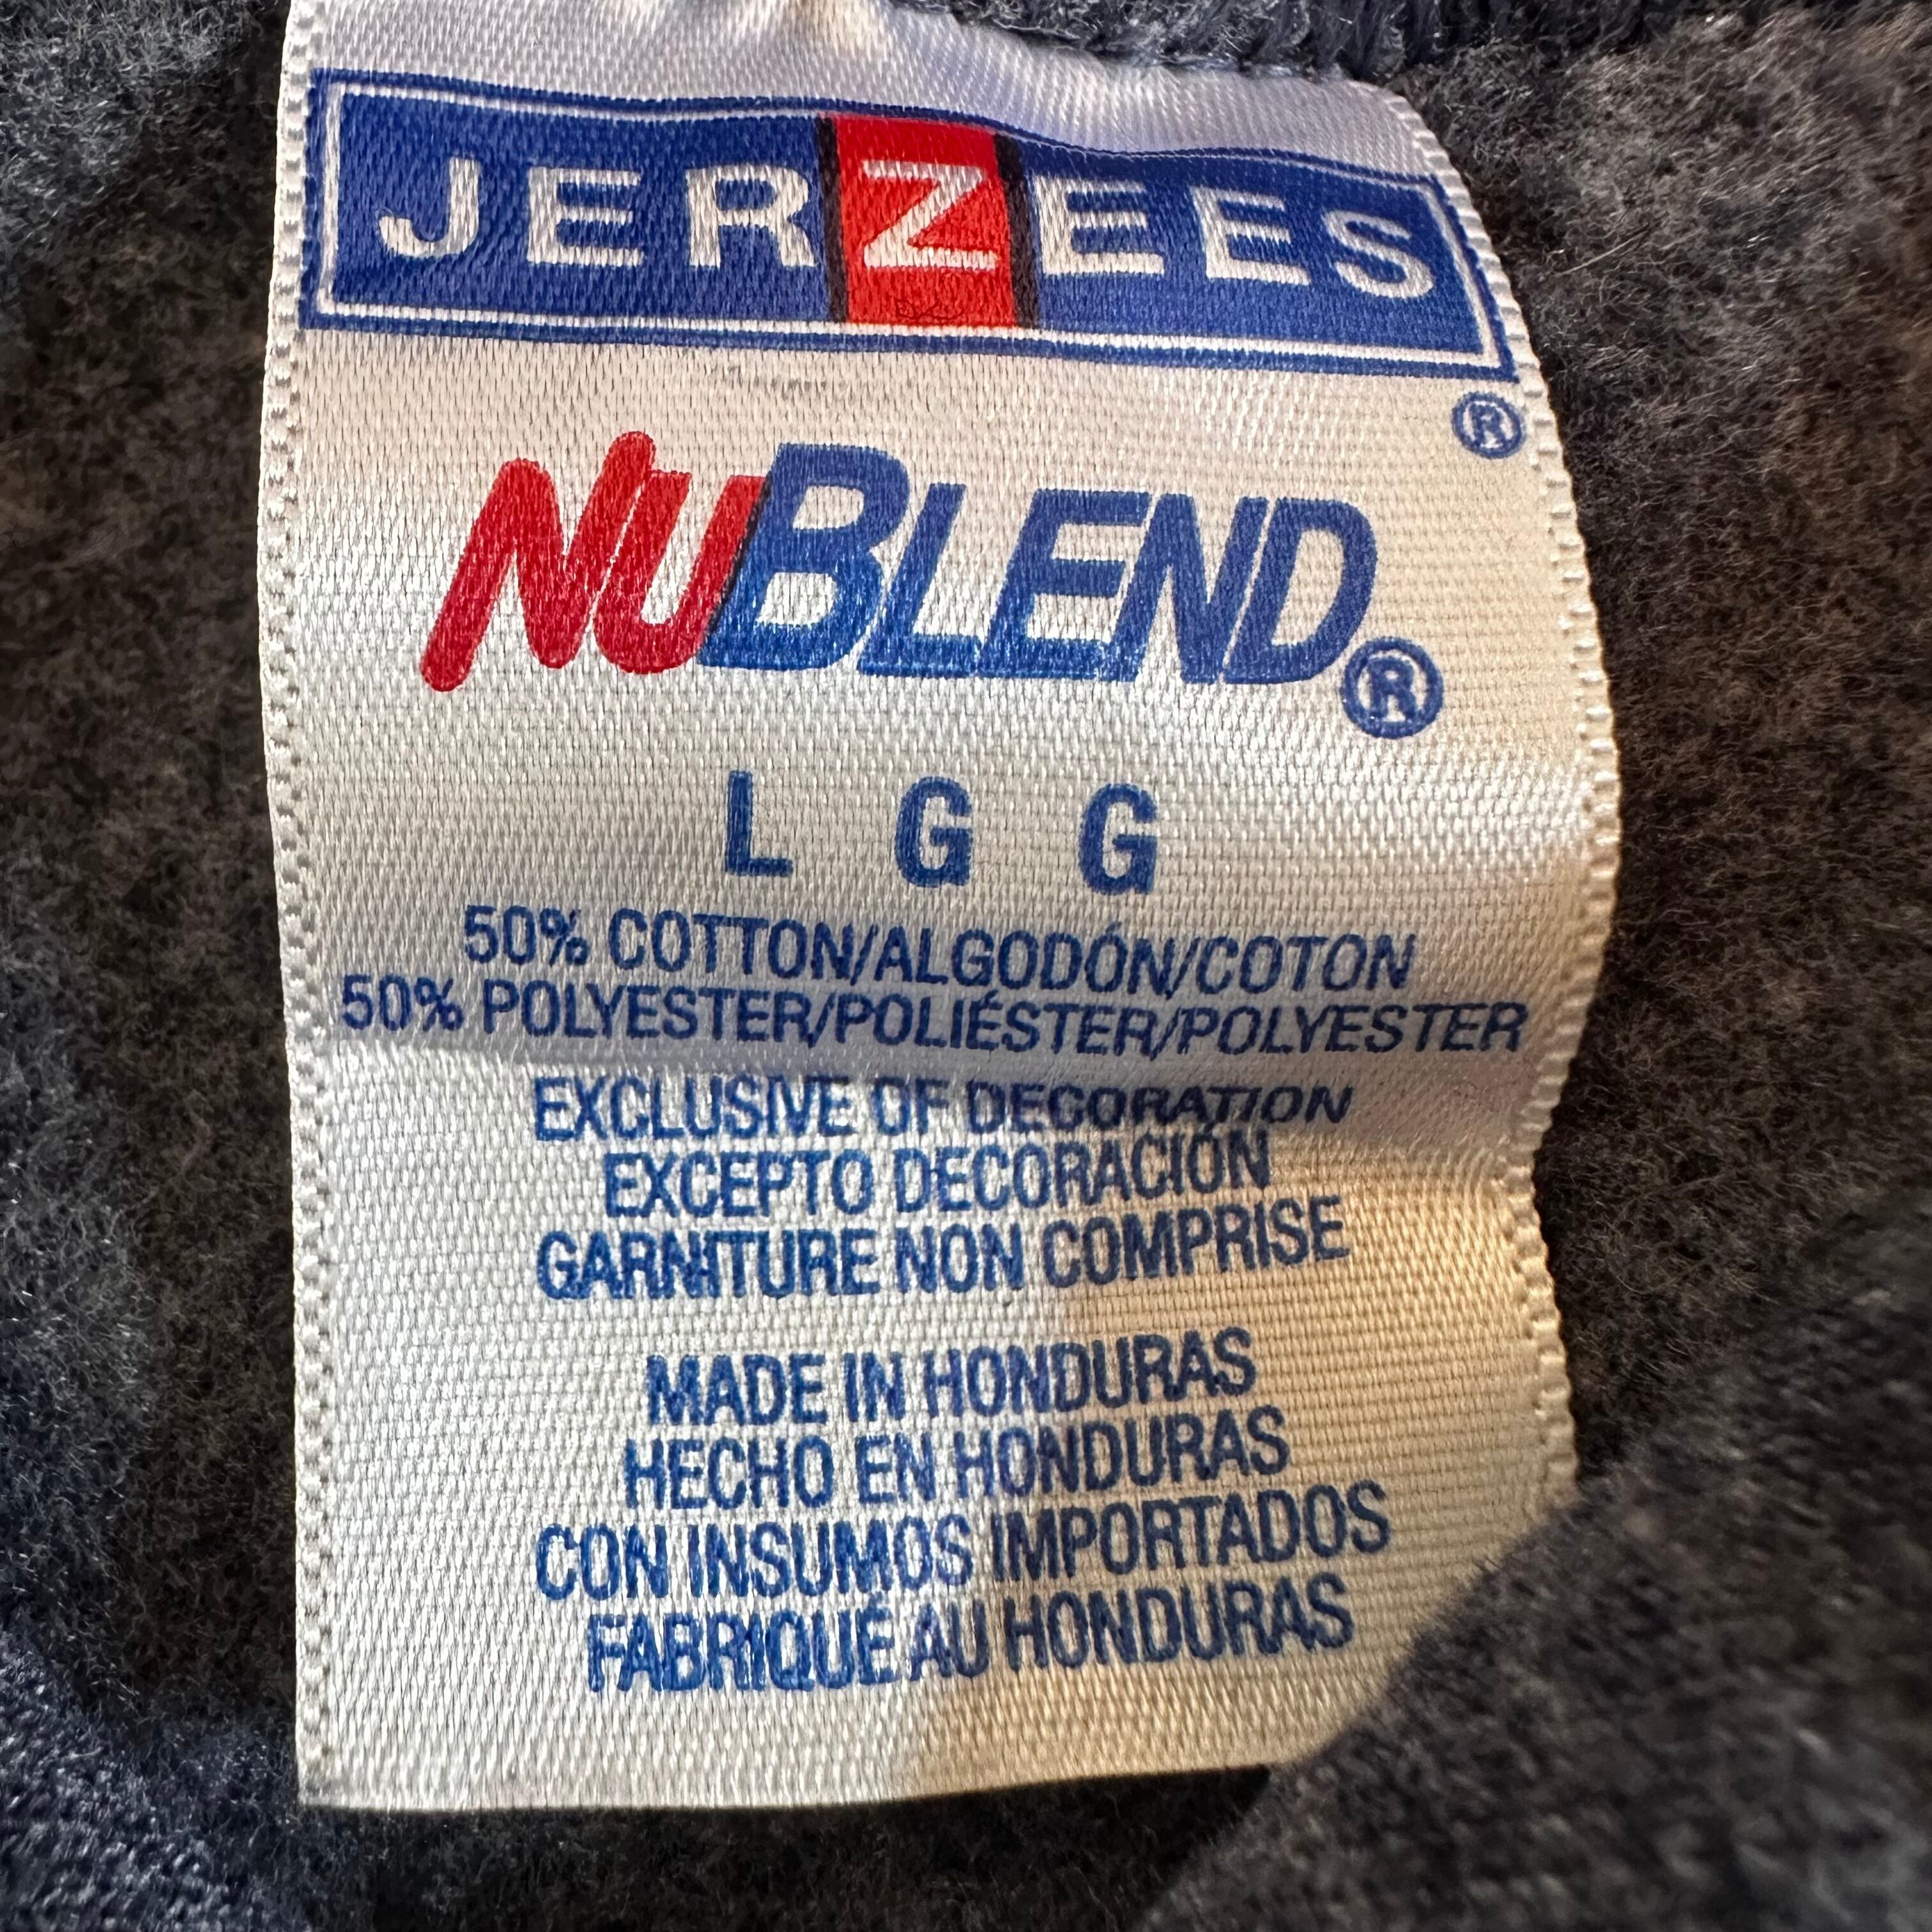 JERZEES
®
NUBLEND®
L G G
50% COTTON/ALGODÓN/COTON
50% POLYESTER/POLIÉSTER/POLYESTER
EXCLUSIVE OF DECORATION
EXCEPTO DECORACIÓN
GARNITURE NON COMPRISE
MADE IN HONDURAS
HECHO EN HONDURAS
CON INSUMOS IMPORTADOS
FABRIQUÉ AU HONDURAS